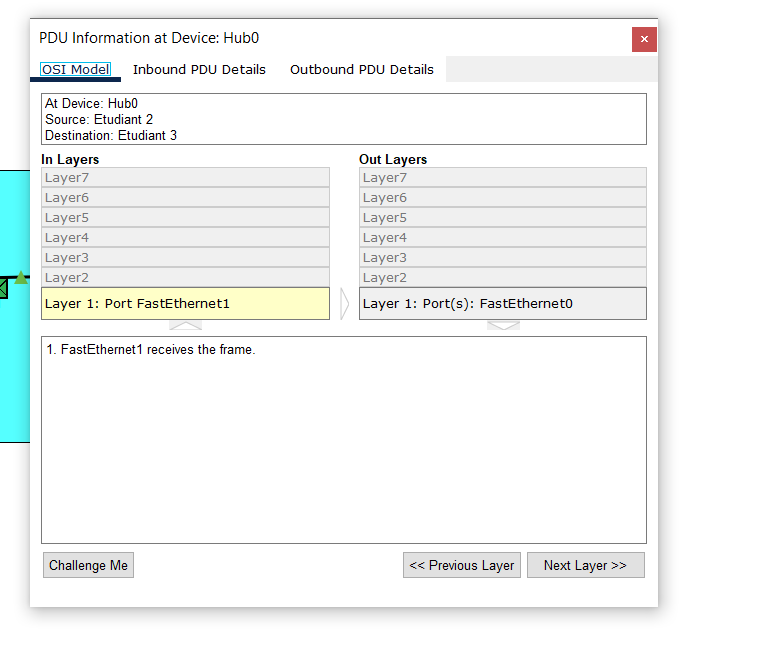 PDU Information at Device: Hub0
OSI Model Inbound PDU Details Outbound PDU Details
At Device: Hub0
Source: Etudiant 2
Destination: Etudiant 3
In Layers Out Layers
Layer7 Layer7
Layer6 Layer6
Layer5 Layer5
Layer4 Layer4
Layer3 Layer3
Layer2 Layer2
Layer 1: Port FastEthernet1 Layer 1: Port(s): FastEthernet0
1. FastEthernet1 receives the frame.
Challenge Me << Previous Layer Next Layer >>